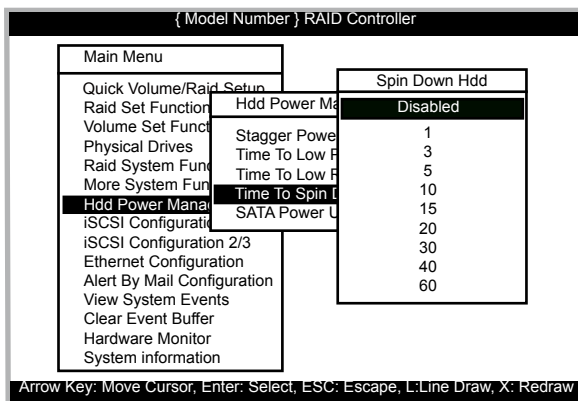 { Model Number } RAID Controller
Main Menu
Quick Volume/Raid Setup
Raid Set Function
Volume Set Funct
Physical Drives
Raid System Fun
More System Fun
Hdd Power Mana
iSCSI Configurati
iSCSI Configuration 2/3
Ethernet Configuration
Alert By Mail Configuration
View System Events
Clear Event Buffer
Hardware Monitor
System information
Hdd Power Ma
Stagger Powe
Time To Low
Time To Low
Time To Spin
SATA Power U
Spin Down Hdd
Disabled
1
3
5
10
15
20
30
40
60
Arrow Key: Move Cursor, Enter: Select, ESC: Escape, L:Line Draw, X: Redraw